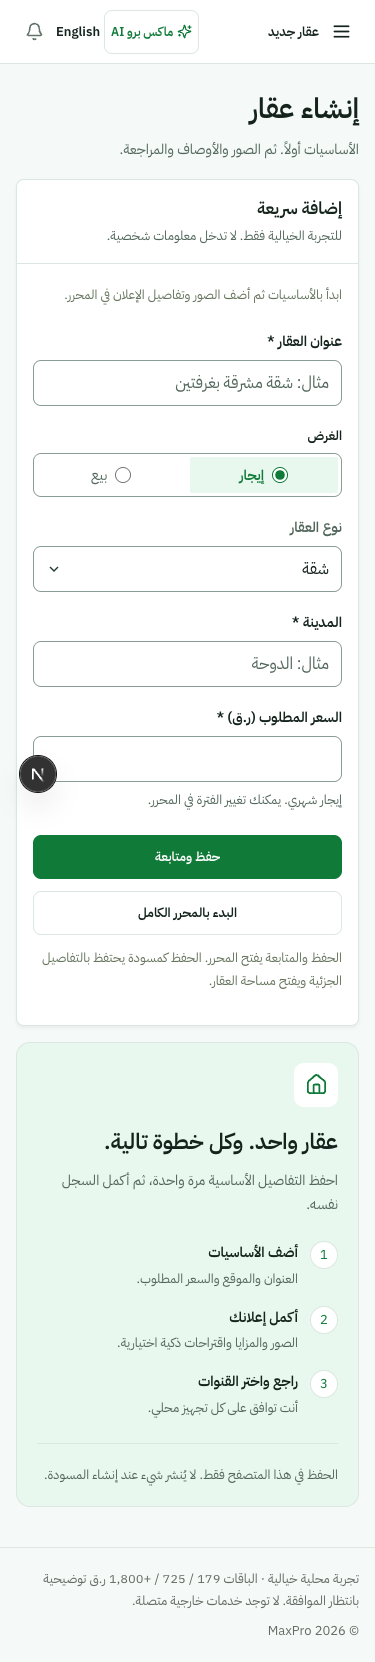 عقار جديد
ماكس برو AI
English
إنشاء عقار
الأساسيات أولاً. ثم الصور والأوصاف والمراجعة.
إضافة سريعة
للتجربة الخيالية فقط. لا تدخل معلومات شخصية.
ابدأ بالأساسيات ثم أضف الصور وتفاصيل الإعلان في المحرر.
عنوان العقار *
مثال: شقة مشرقة بغرفتين
الغرض
إيجار
بيع
نوع العقار
شقة
المدينة *
مثال: الدوحة
السعر المطلوب (ر.ق) *
N
إيجار شهري. يمكنك تغيير الفترة في المحرر.
حفظ ومتابعة
البدء بالمحرر الكامل
الحفظ والمتابعة يفتح المحرر. الحفظ كمسودة يحتفظ بالتفاصيل
الجزئية ويفتح مساحة العقار.
عقار واحد. وكل خطوة تالية.
احفظ التفاصيل الأساسية مرة واحدة، ثم أكمل السجل
نفسه.
1
أضف الأساسيات
العنوان والموقع والسعر المطلوب.
2
أكمل إعلانك
الصور والمزايا واقتراحات ذكية اختيارية.
3
راجع واختر القنوات
أنت توافق على كل تجهيز محلي.
الحفظ في هذا المتصفح فقط. لا يُنشر شيء عند إنشاء المسودة.
تجربة محلية خيالية · الباقات 179 / 725 / +1,800 ر.ق توضيحية
بانتظار الموافقة. لا توجد خدمات خارجية متصلة.
© 2026 MaxPro